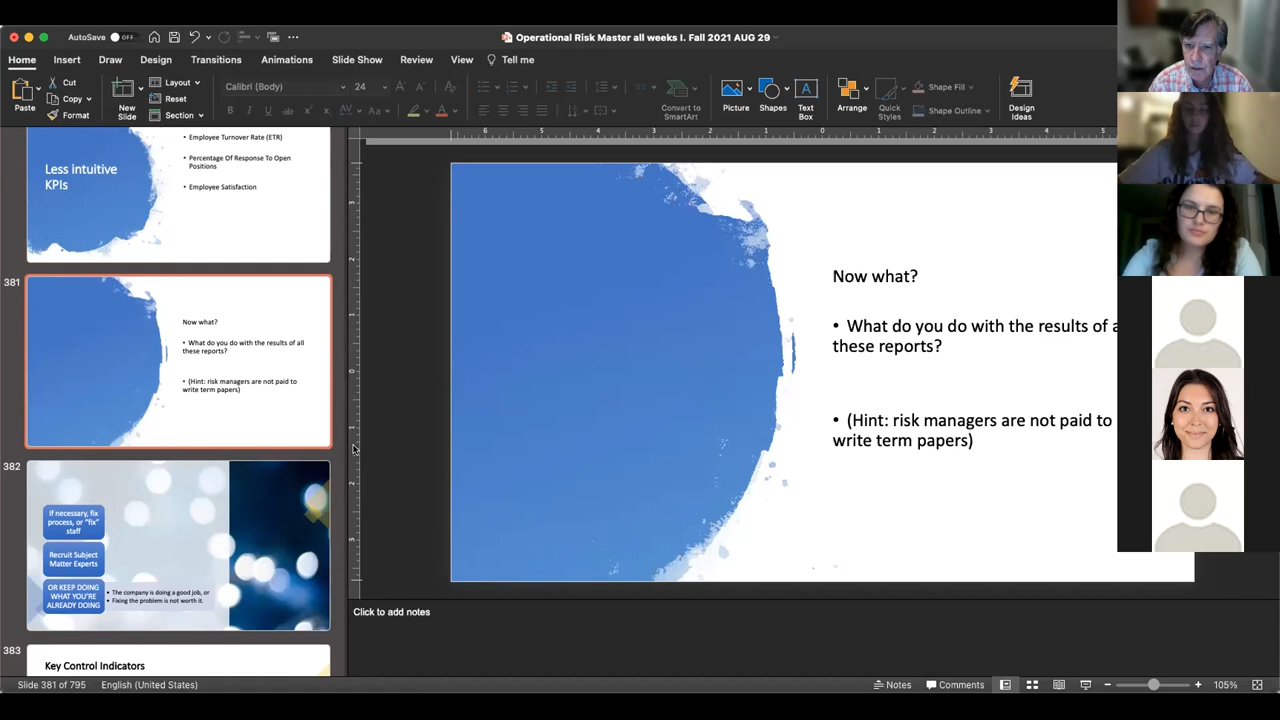 AutoSave
OFF
Operational Risk Master all weeks I. Fall 2021 AUG 29
Home
Insert
Draw
Design
Transitions
Animations
Slide Show
Review
View
Tell me
Paste
Cut
Copy
Format
New
Slide
Layout
Reset
Section
Calibri (Body)
24
Convert to
SmartArt
Picture
Shapes
Text
Box
Arrange
Quick
Styles
Shape Fill
Shape Outline
Design
Ideas
Less intuitive
KPIs
• Employee Turnover Rate (ETR)
• Percentage Of Response To Open
Positions
• Employee Satisfaction
381
Now what?
• What do you do with the results of all
these reports?
• (Hint: risk managers are not paid to
write term papers)
382
If necessary, fix
process, or "fix"
staff
Recruit Subject
Matter Experts
OR KEEP DOING
WHAT YOU'RE
ALREADY DOING
• The company is doing a good job, or
• Fixing the problem is not worth it.
383
Key Control Indicators
Now what?
• What do you do with the results of a
these reports?
• (Hint: risk managers are not paid to
write term papers)
Click to add notes
Slide 381 of 795
English (United States)
Notes
Comments
105%